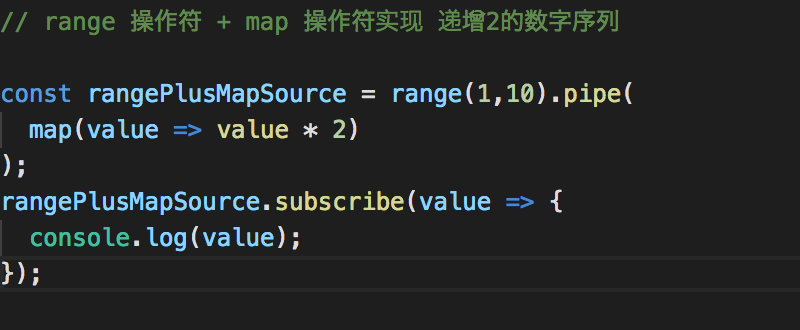 // range 操作符 + map 操作符实现 递增2的数字序列
const rangePlusMapSource = range(1,10).pipe(
map(value => value * 2)
);
rangePlusMapSource.subscribe(value => {
console.log(value);
});